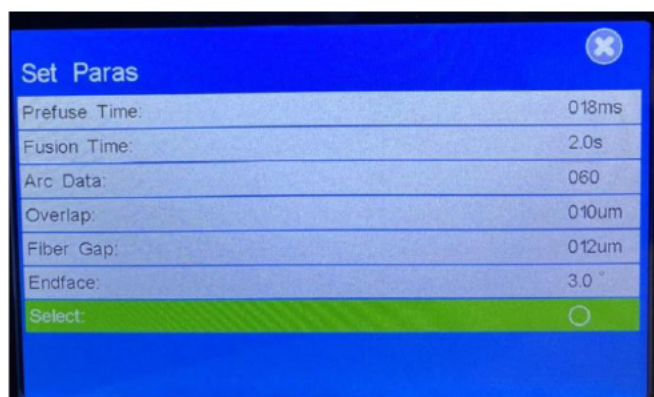 Set Paras
Prefuse Time: 018ms
Fusion Time: 2.0s
Arc Data: 060
Overlap: 010um
Fiber Gap: 012um
Endface: 3.0 °
Select: